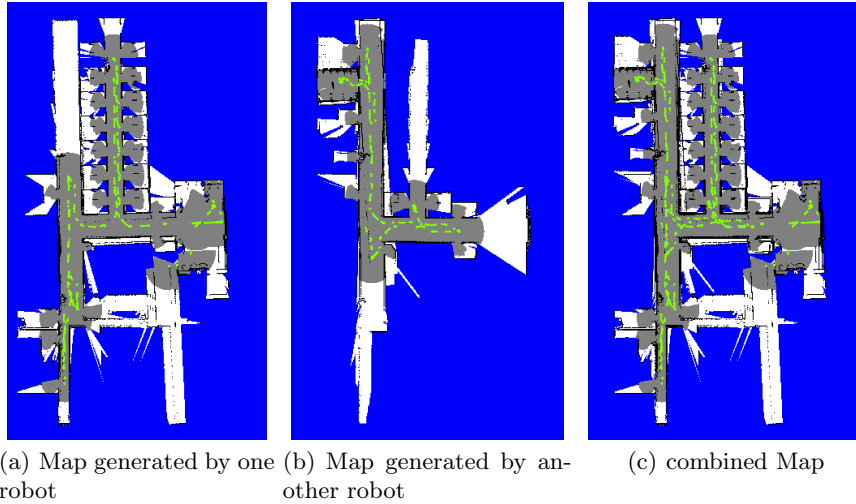 (a) Map generated by one
robot
(b) Map generated by an-
other robot
(c) combined Map